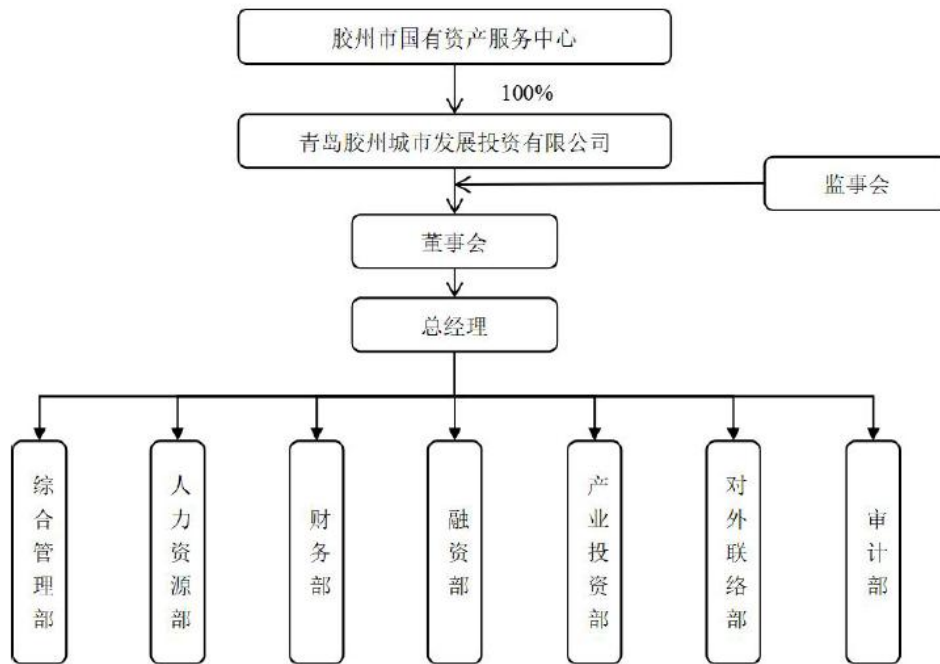 胶州市国有资产服务中心
100%
青岛胶州城市发展投资有限公司
监事会
董事会
总经理
综合管理部
人力资源部
财务部
融资部
产业投资部
对外联络部
审计部